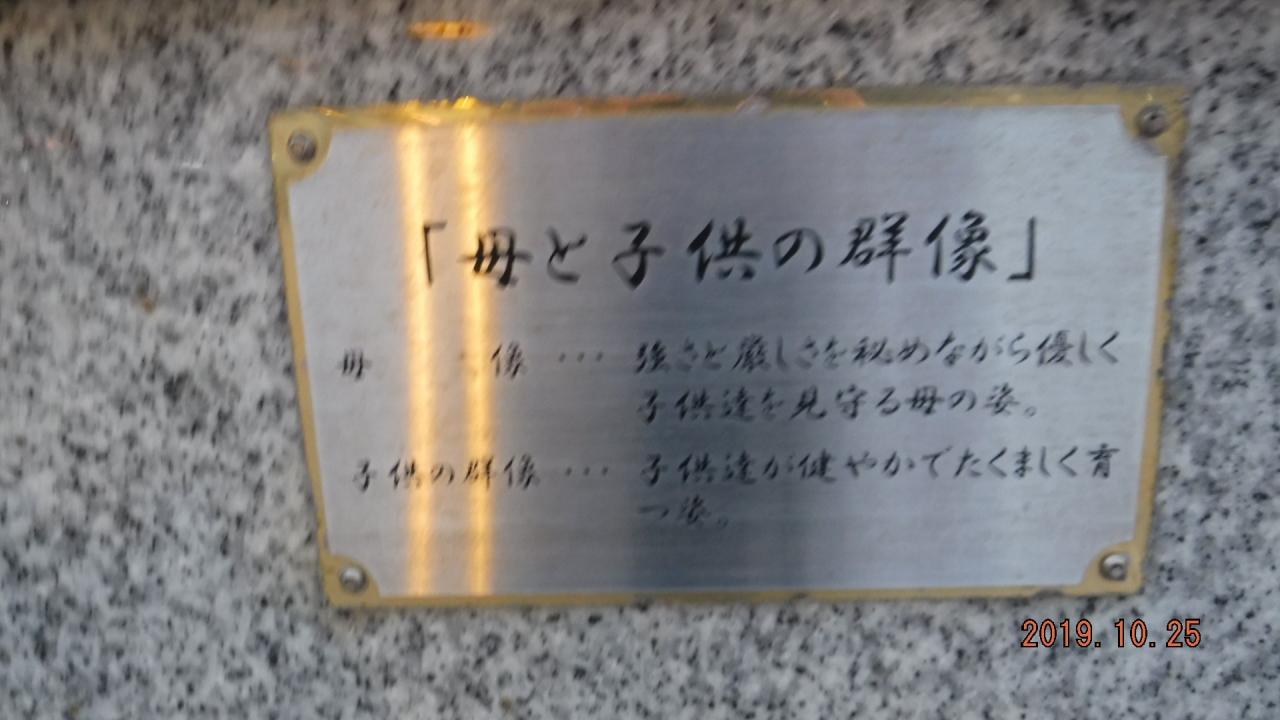 「母と子供の群像」
母 の 像 ・・・ 強さと厳しさを秘めながら優しく
子供達を見守る母の姿。
子供の群像 ・・・ 子供達が健やかでたくましく育
つ姿。
2019.10.25